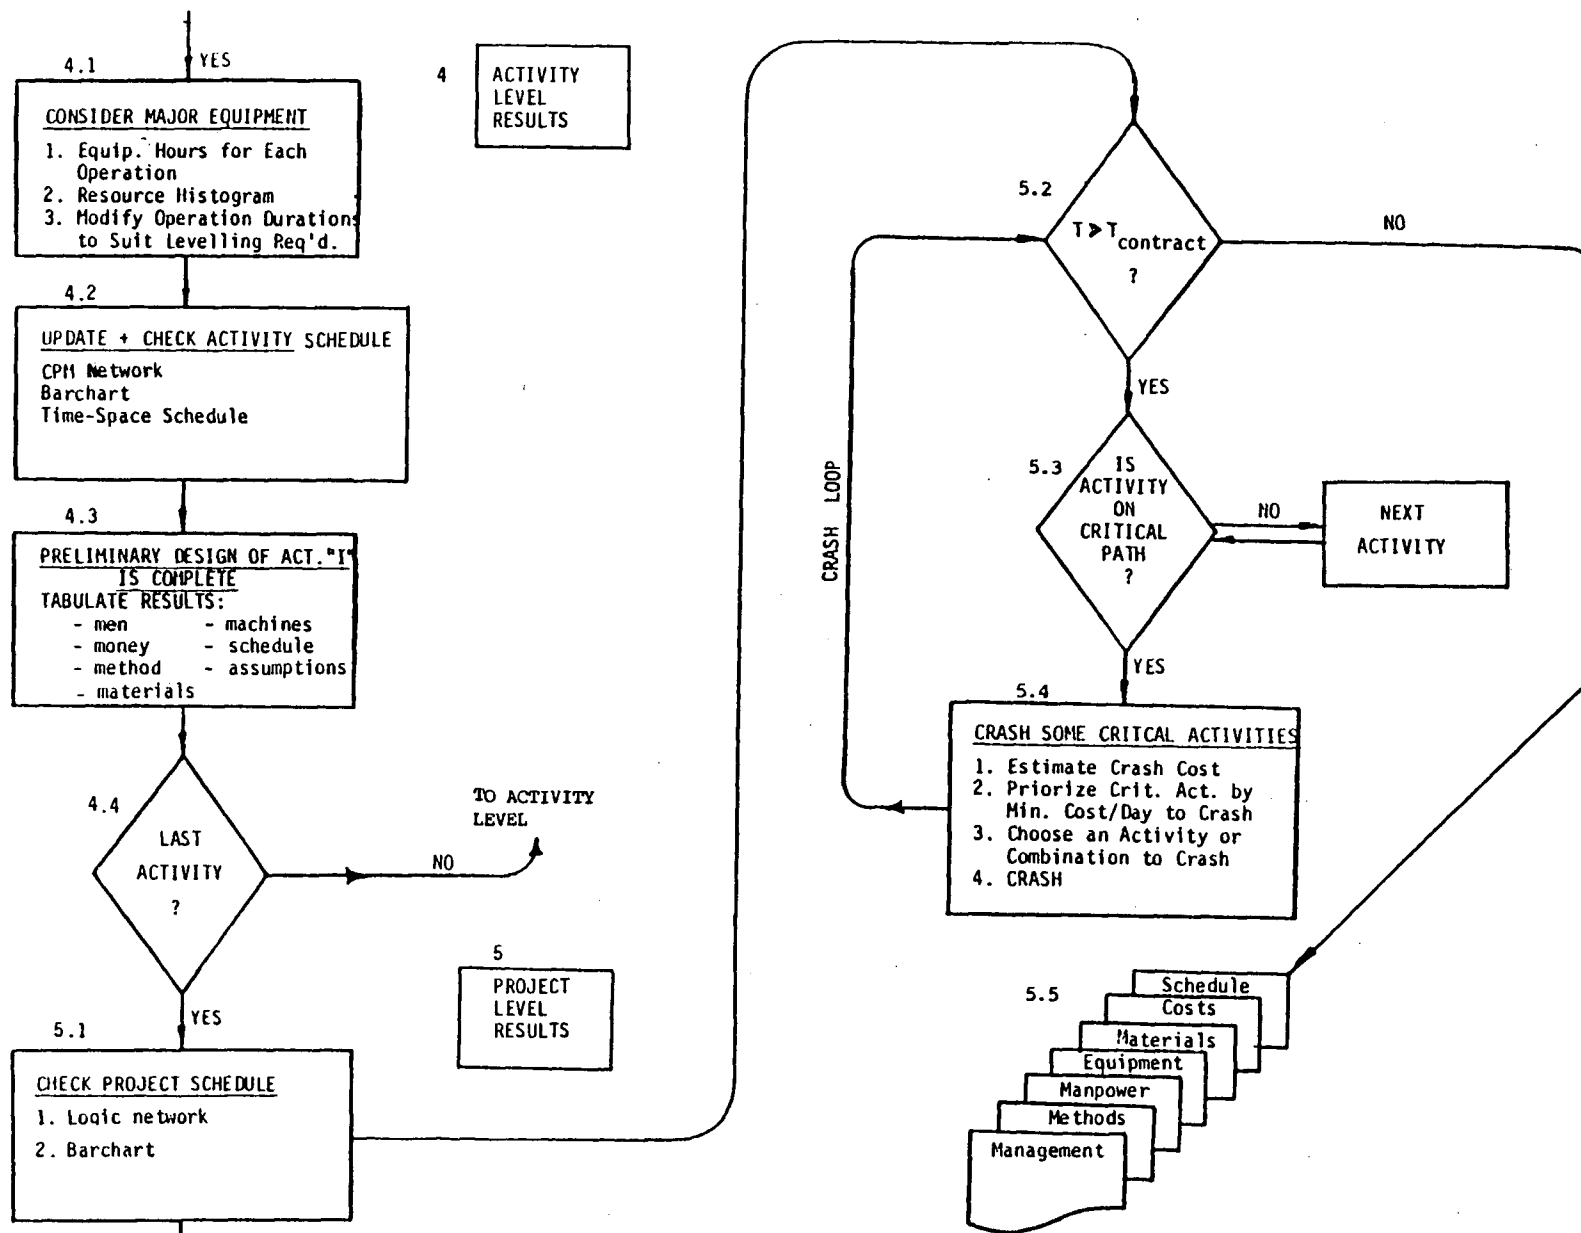 YES
4.1
CONSIDER MAJOR EQUIPMENT
1. Equip. Hours for Each
Operation
2. Resource Histogram
3. Modify Operation Durations
to Suit Levelling Req'd.
4.2
UPDATE + CHECK ACTIVITY SCHEDULE
CPM Network
Barchart
Time-Space Schedule
4.3
PRELIMINARY DESIGN OF ACT."I"
IS COMPLETE
TABULATE RESULTS:
- men - machines
- money - schedule
- method - assumptions
- materials
4.4
LAST
ACTIVITY
?
NO
TO ACTIVITY
LEVEL
YES
5.1
CHECK PROJECT SCHEDULE
1. Logic network
2. Barchart
4
ACTIVITY
LEVEL
RESULTS
5
PROJECT
LEVEL
RESULTS
5.2
T > T contract
?
NO
YES
CRASH LOOP
5.3
IS
ACTIVITY
ON
CRITICAL
PATH
?
NO
NEXT
ACTIVITY
YES
5.4
CRASH SOME CRITCAL ACTIVITIES
1. Estimate Crash Cost
2. Priorize Crit. Act. by
Min. Cost/Day to Crash
3. Choose an Activity or
Combination to Crash
4. CRASH
5.5
Schedule
Costs
Materials
Equipment
Manpower
Methods
Management